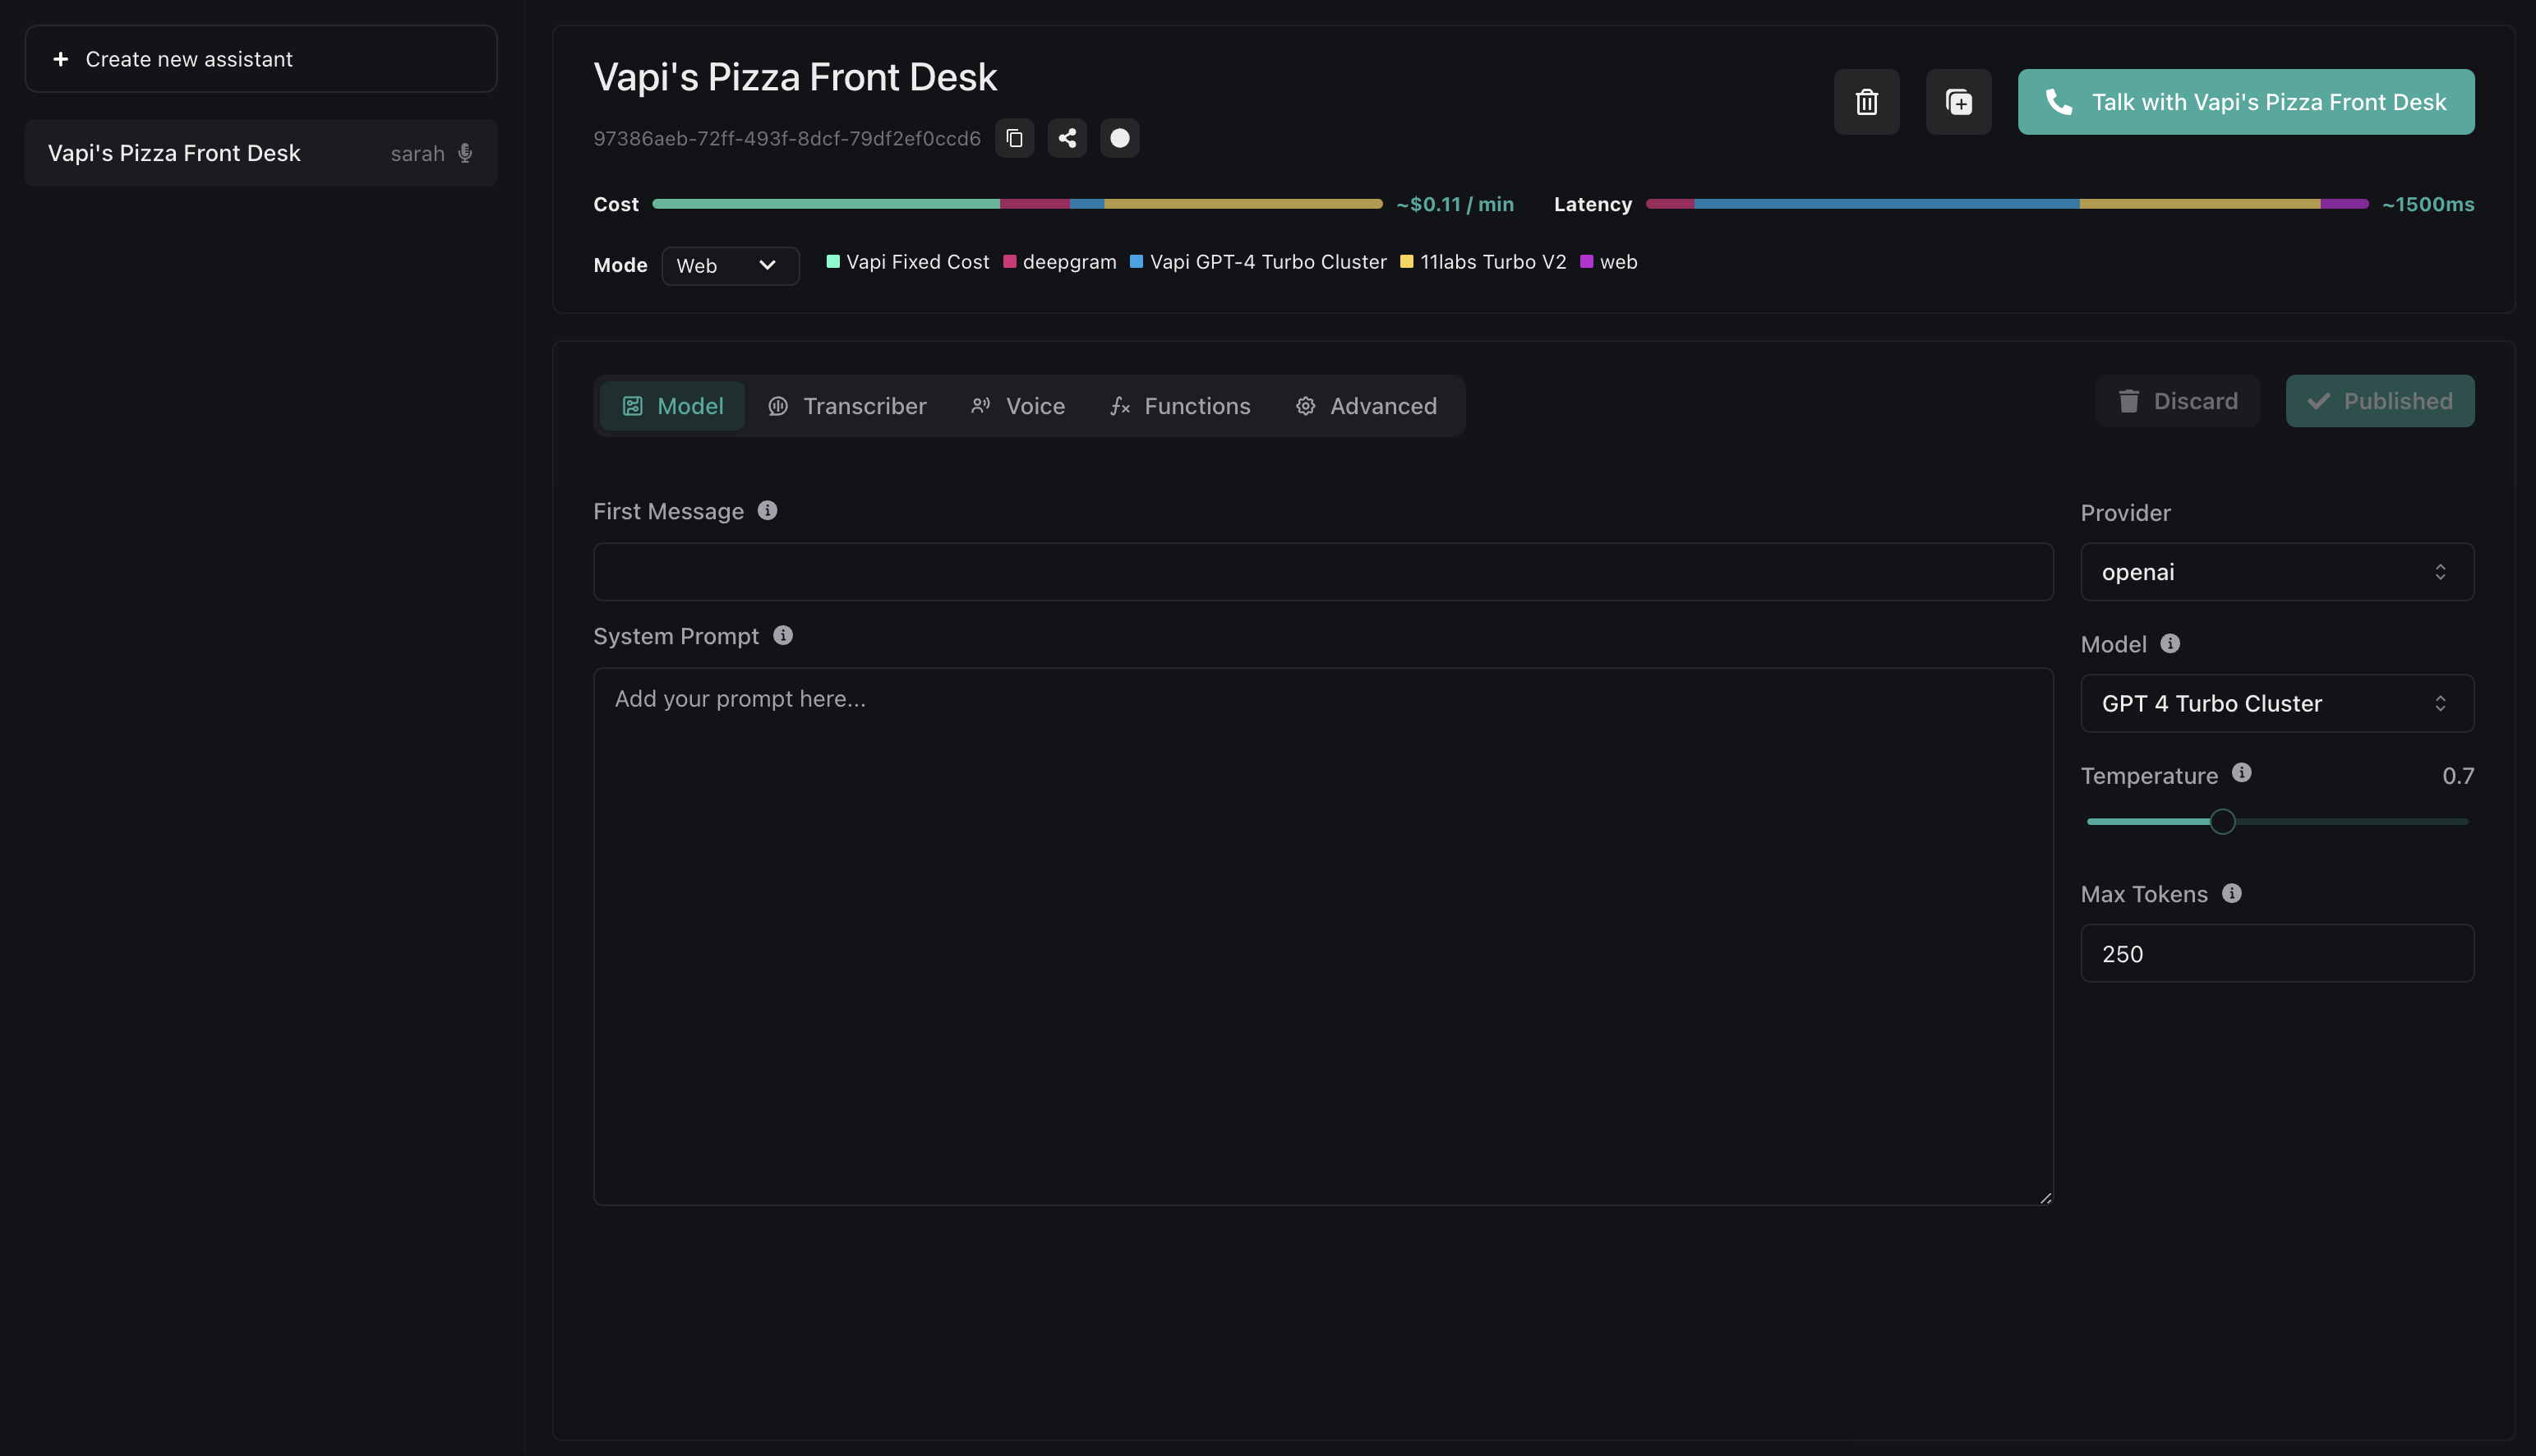 Create new assistant
Vapi's Pizza Front Desk sarah
Vapi's Pizza Front Desk
97386aeb-72ff-493f-8dcf-79df2ef0ccd6
Talk with Vapi's Pizza Front Desk
Cost ~$0.11 / min Latency ~1500ms
Mode Web Vapi Fixed Cost deepgram Vapi GPT-4 Turbo Cluster 11labs Turbo V2 web
Model Transcriber Voice Functions Advanced
Discard Published
First Message
System Prompt
Add your prompt here...
Provider
openai
Model
GPT 4 Turbo Cluster
Temperature 0.7
Max Tokens
250